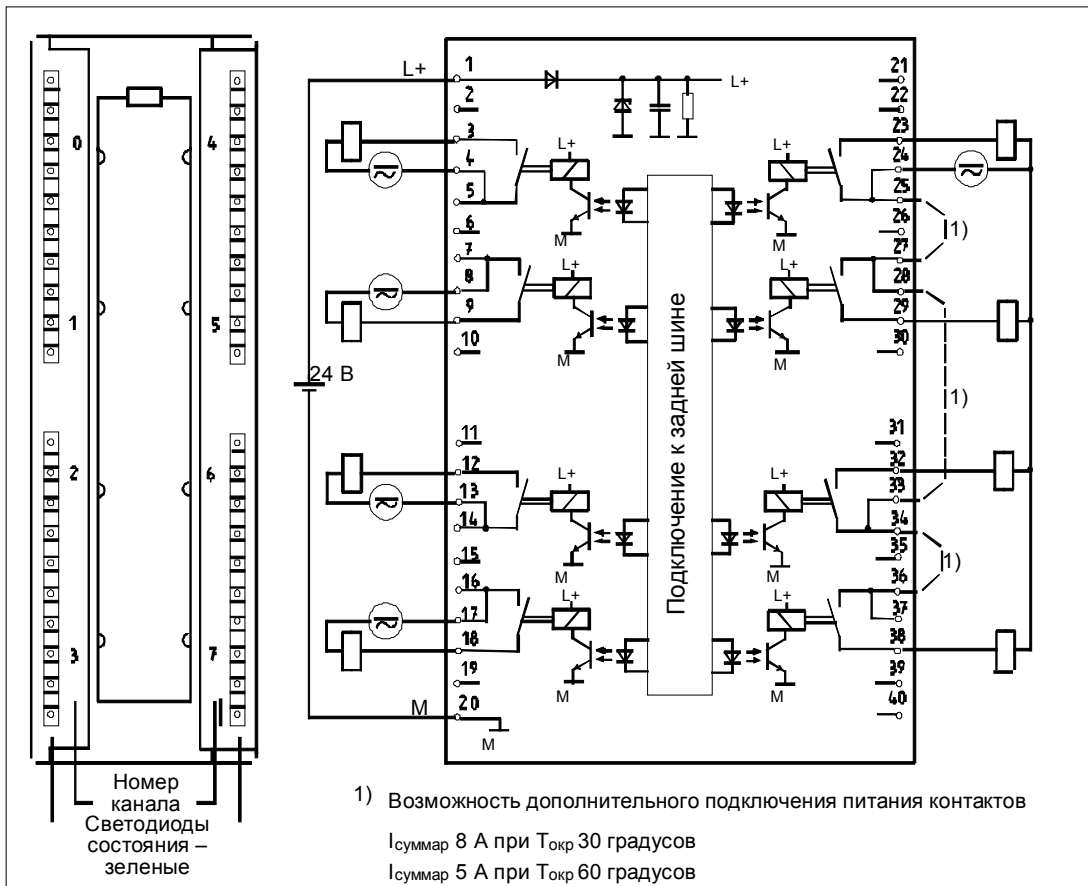 0
4
1
5
2
6
3
7
Номер
канала
Светодиоды
состояния –
зеленые
L+
1
2
3
4
5
6
7
8
9
10
11
12
13
14
15
16
17
18
19
20
M
M
24 В
L+
L+
M
L+
M
L+
M
L+
M
Подключение к задней шине
L+
M
L+
M
L+
M
L+
M
21
22
23
24
25
26
27
28
29
30
31
32
33
34
35
36
37
38
39
40
1)
1)
1)
1) Возможность дополнительного подключения питания контактов
Iсуммар 8 А при Tокр 30 градусов
Iсуммар 5 А при Tокр 60 градусов